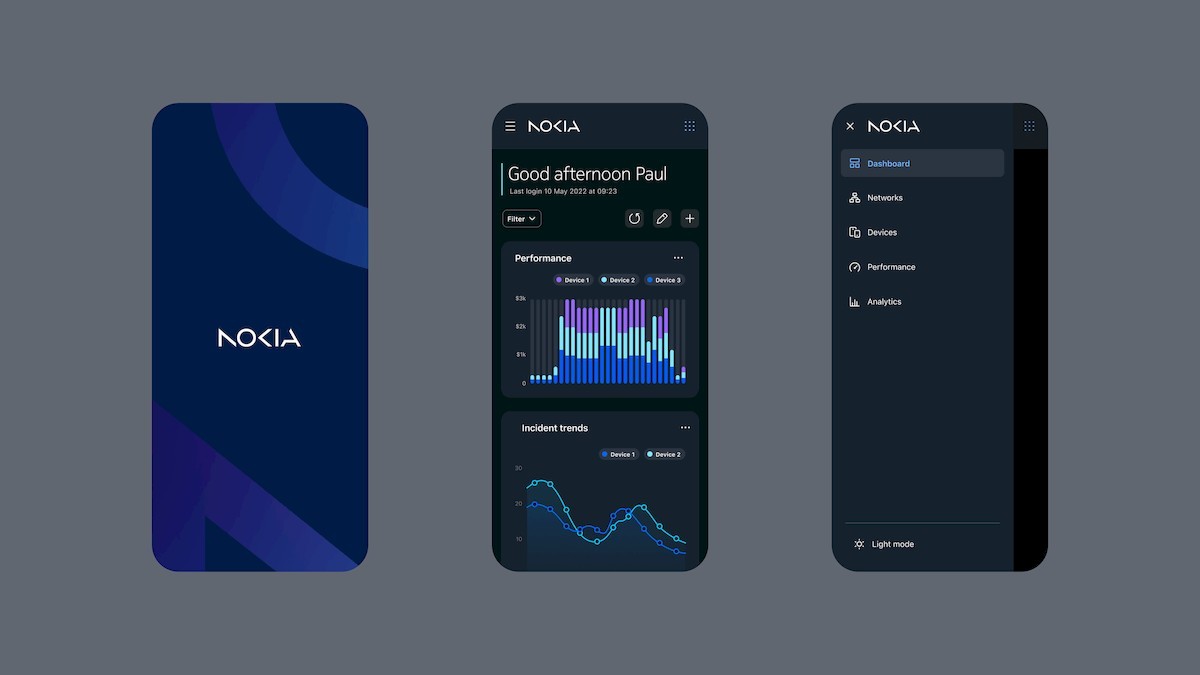 NOKIA
NOKIA
Good afternoon Paul
Last login 10 May 2022 at 09:23
Filter
Performance
Device 1 Device 2 Device 3
$3k
$2k
$1k
0
Incident trends
Device 1 Device 2
30
20
10
NOKIA
Dashboard
Networks
Devices
Performance
Analytics
Light mode